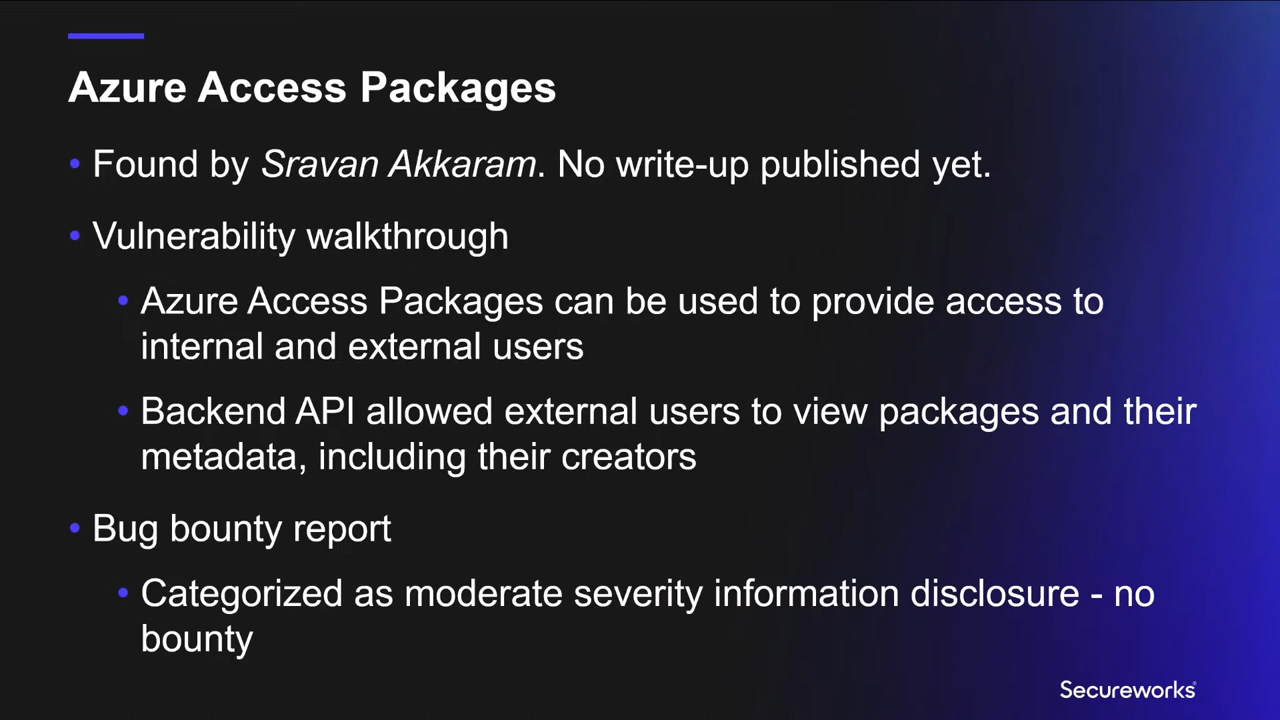 Azure Access Packages
• Found by Sravan Akkaram. No write-up published yet.
• Vulnerability walkthrough
• Azure Access Packages can be used to provide access to
internal and external users
• Backend API allowed external users to view packages and their
metadata, including their creators
• Bug bounty report
• Categorized as moderate severity information disclosure - no
bounty
Secureworks